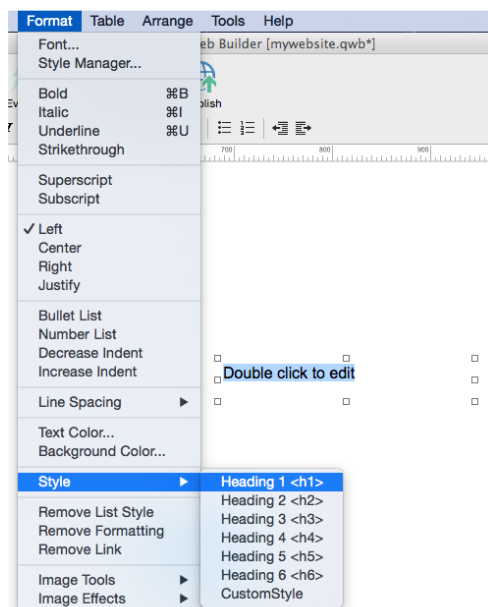 Format Table Arrange Tools Help
Font...
eb Builder [mywebsite.qwb*]
Style Manager...
Ev
lish
Bold ⌘B
Italic ⌘I
Underline ⌘U
Strikethrough
700 800 900
Superscript
Subscript
✓ Left
Center
Right
Justify
Bullet List
Number List
Decrease Indent
Increase Indent
Double click to edit
Line Spacing ▶
Text Color...
Background Color...
Style ▶
Heading 1 <h1>
Heading 2 <h2>
Heading 3 <h3>
Heading 4 <h4>
Heading 5 <h5>
Heading 6 <h6>
CustomStyle
Remove List Style
Remove Formatting
Remove Link
Image Tools ▶
Image Effects ▶